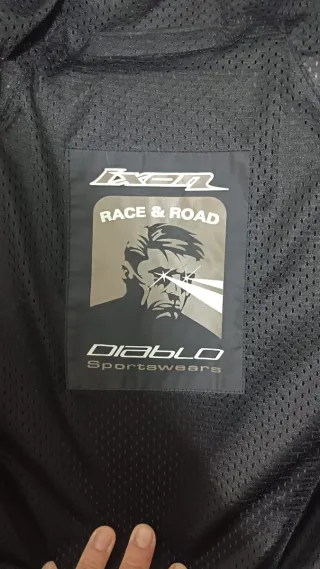 ixon
RACE & ROAD
DIabLO
Sportswears